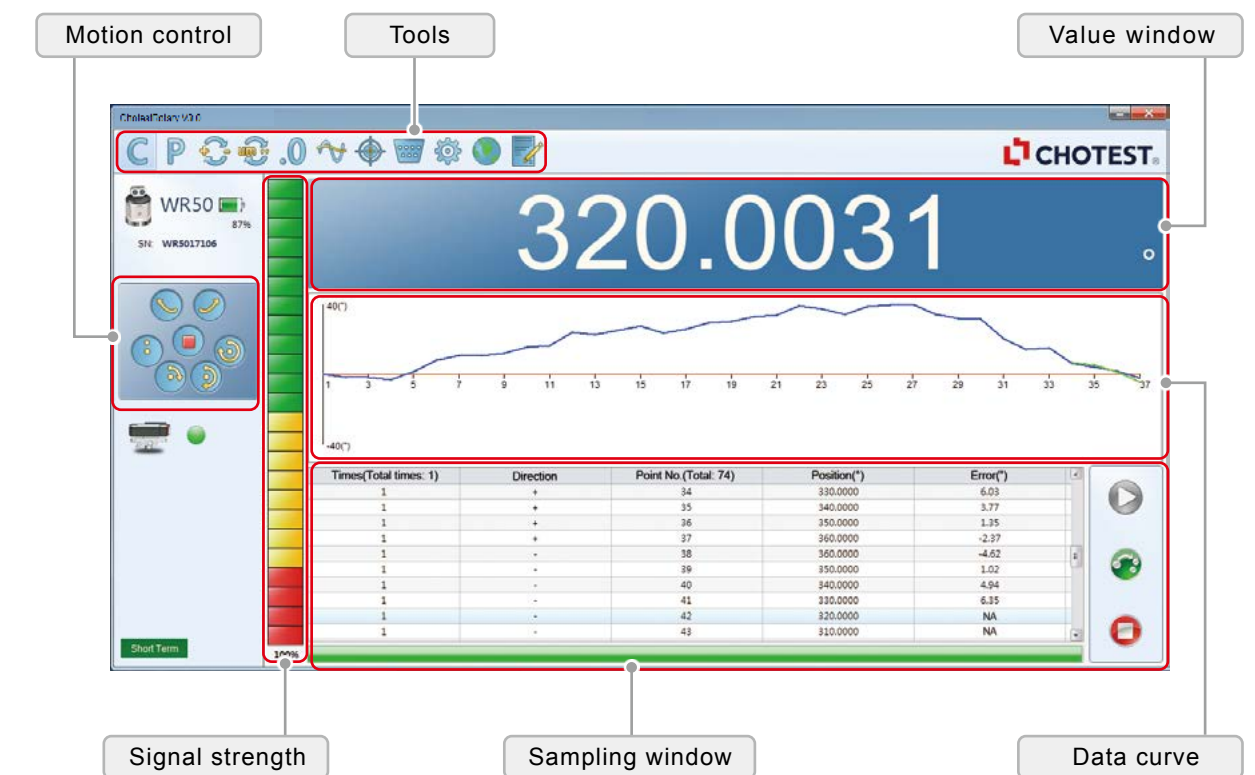 Motion control
Tools
Value window
ChotestRotary V3.0
C P .0
CHOTEST®
WR50
87%
SN: WR5017106
320.0031 °
40(")
1 3 5 7 9 11 13 15 17 19 21 23 25 27 29 31 33 35 37
-40(")
Times(Total times: 1) Direction Point No.(Total: 74) Position(°) Error(")
1 + 34 330.0000 6.03
1 + 35 340.0000 3.77
1 + 36 350.0000 1.35
1 + 37 360.0000 -2.37
1 - 38 360.0000 -4.62
1 - 39 350.0000 1.02
1 - 40 340.0000 4.94
1 - 41 330.0000 6.35
1 - 42 320.0000 NA
1 - 43 310.0000 NA
Short Term
100%
Signal strength
Sampling window
Data curve